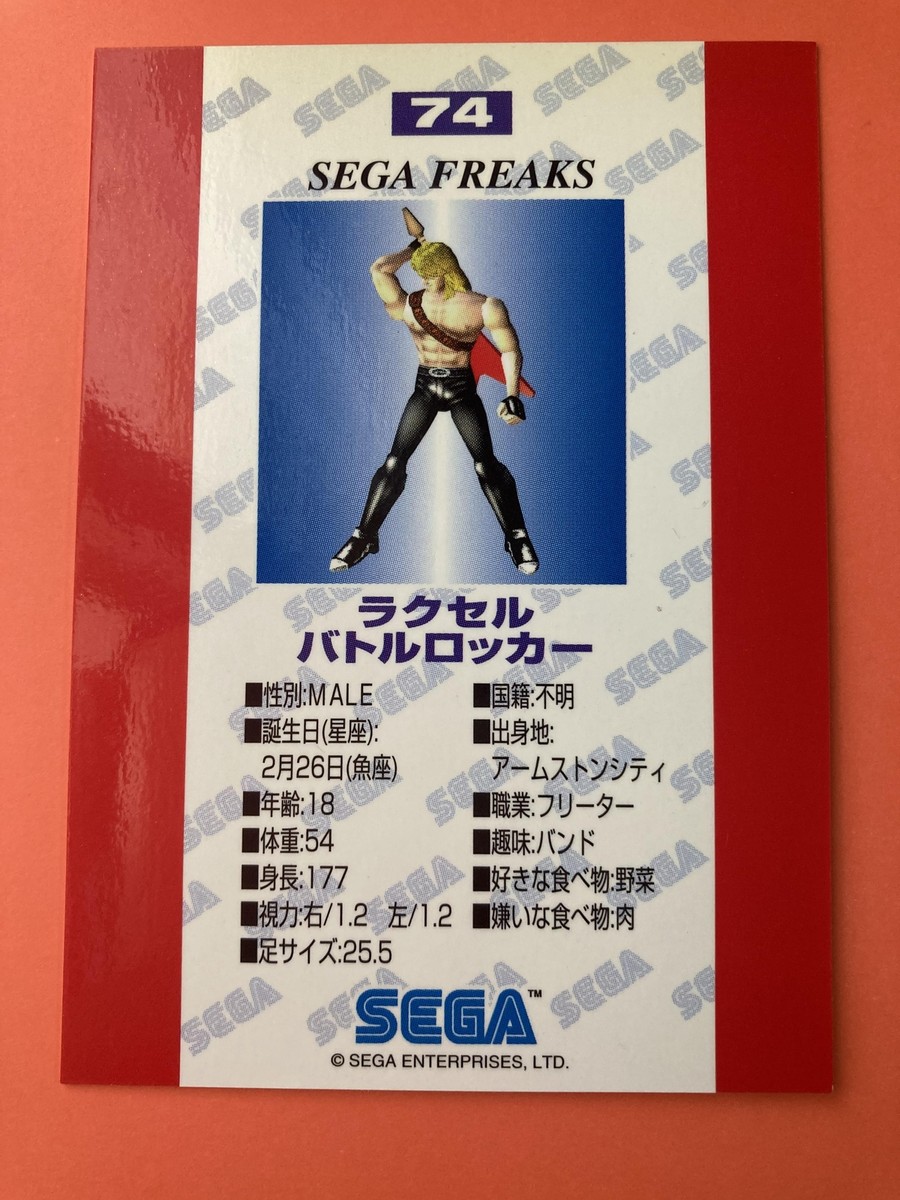 74
SEGA FREAKS
ラクセル
バトルロッカー
■性別:MALE
■誕生日(星座):
2月26日(魚座)
■年齢:18
■体重:54
■身長:177
■視力:右/1.2 左/1.2
■足サイズ:25.5
■国籍:不明
■出身地:
アームストンシティ
■職業:フリーター
■趣味:バンド
■好きな食べ物:野菜
■嫌いな食べ物:肉
SEGA™
© SEGA ENTERPRISES, LTD.